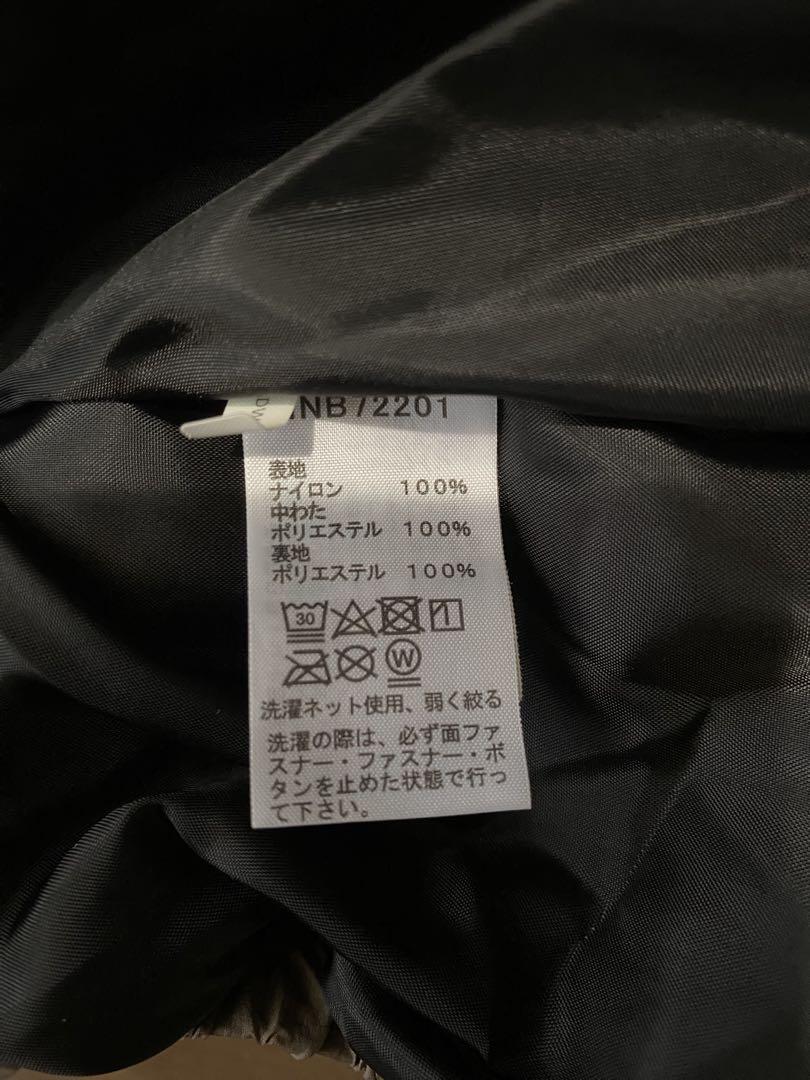 NB72201
表地
ナイロン 100%
中わた
ポリエステル 100%
裏地
ポリエステル 100%
30
W
洗濯ネット使用、弱く絞る
洗濯の際は、必ず面ファ
スナー・ファスナー・ボ
タンを止めた状態で行っ
て下さい。